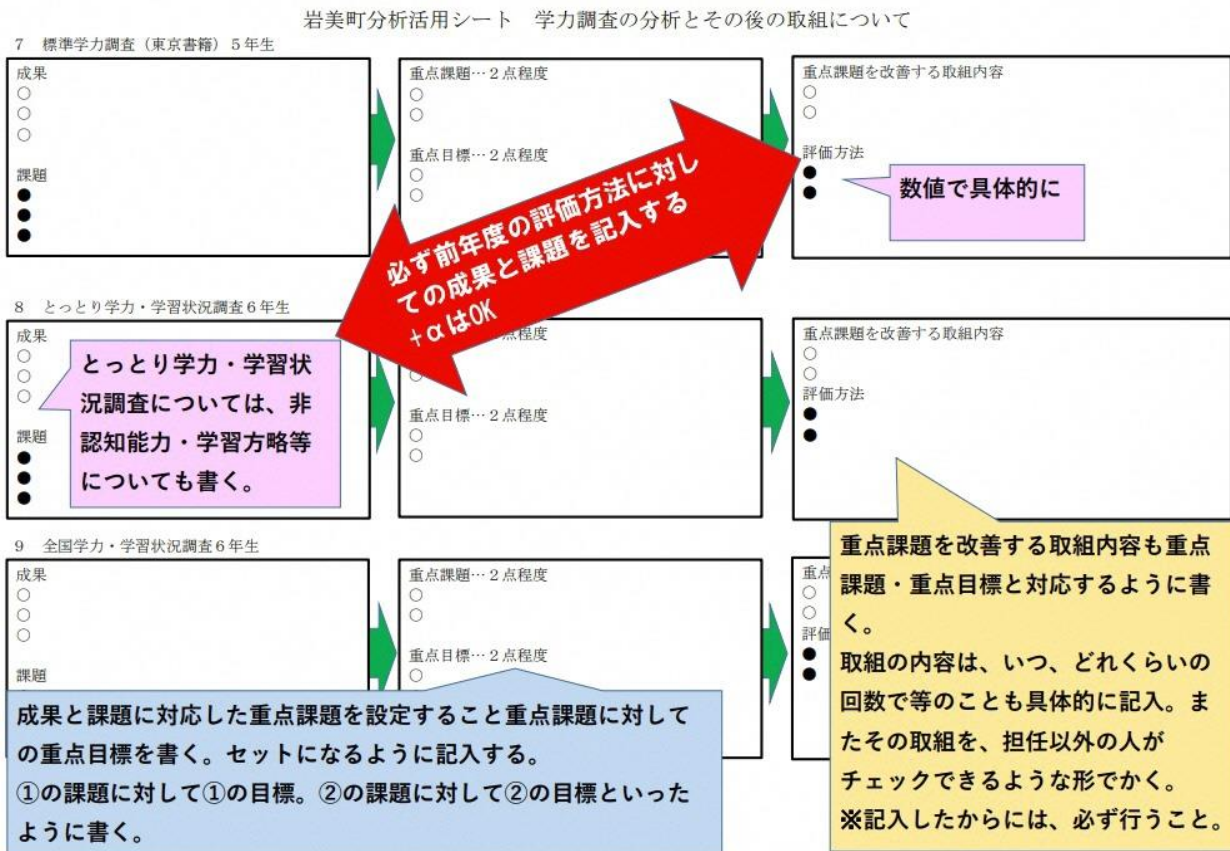 岩美町分析活用シート　学力調査の分析とその後の取組について
7　標準学力調査（東京書籍）５年生
成果
○
○
○
課題
●
●
●
重点課題…２点程度
○
○
重点目標…２点程度
○
○
重点課題を改善する取組内容
○
○
評価方法
●
●
数値で具体的に
必ず前年度の評価方法に対し
ての成果と課題を記入する
+αはOK
8　とっとり学力・学習状況調査６年生
成果
○
○
○
課題
●
●
●
とっとり学力・学習状
況調査については、非
認知能力・学習方略等
についても書く。
点程度
○
重点目標…２点程度
○
○
重点課題を改善する取組内容
○
○
評価方法
●
●
9　全国学力・学習状況調査６年生
成果
○
○
○
課題
重点課題…２点程度
○
○
重点目標…２点程度
○
重点
○
○
評価
●
●
成果と課題に対応した重点課題を設定すること重点課題に対して
の重点目標を書く。セットになるように記入する。
①の課題に対して①の目標。②の課題に対して②の目標といった
ように書く。
重点課題を改善する取組内容も重点
課題・重点目標と対応するように書
く。
取組の内容は、いつ、どれくらいの
回数で等のことも具体的に記入。ま
たその取組を、担任以外の人が
チェックできるような形でかく。
※記入したからには、必ず行うこと。